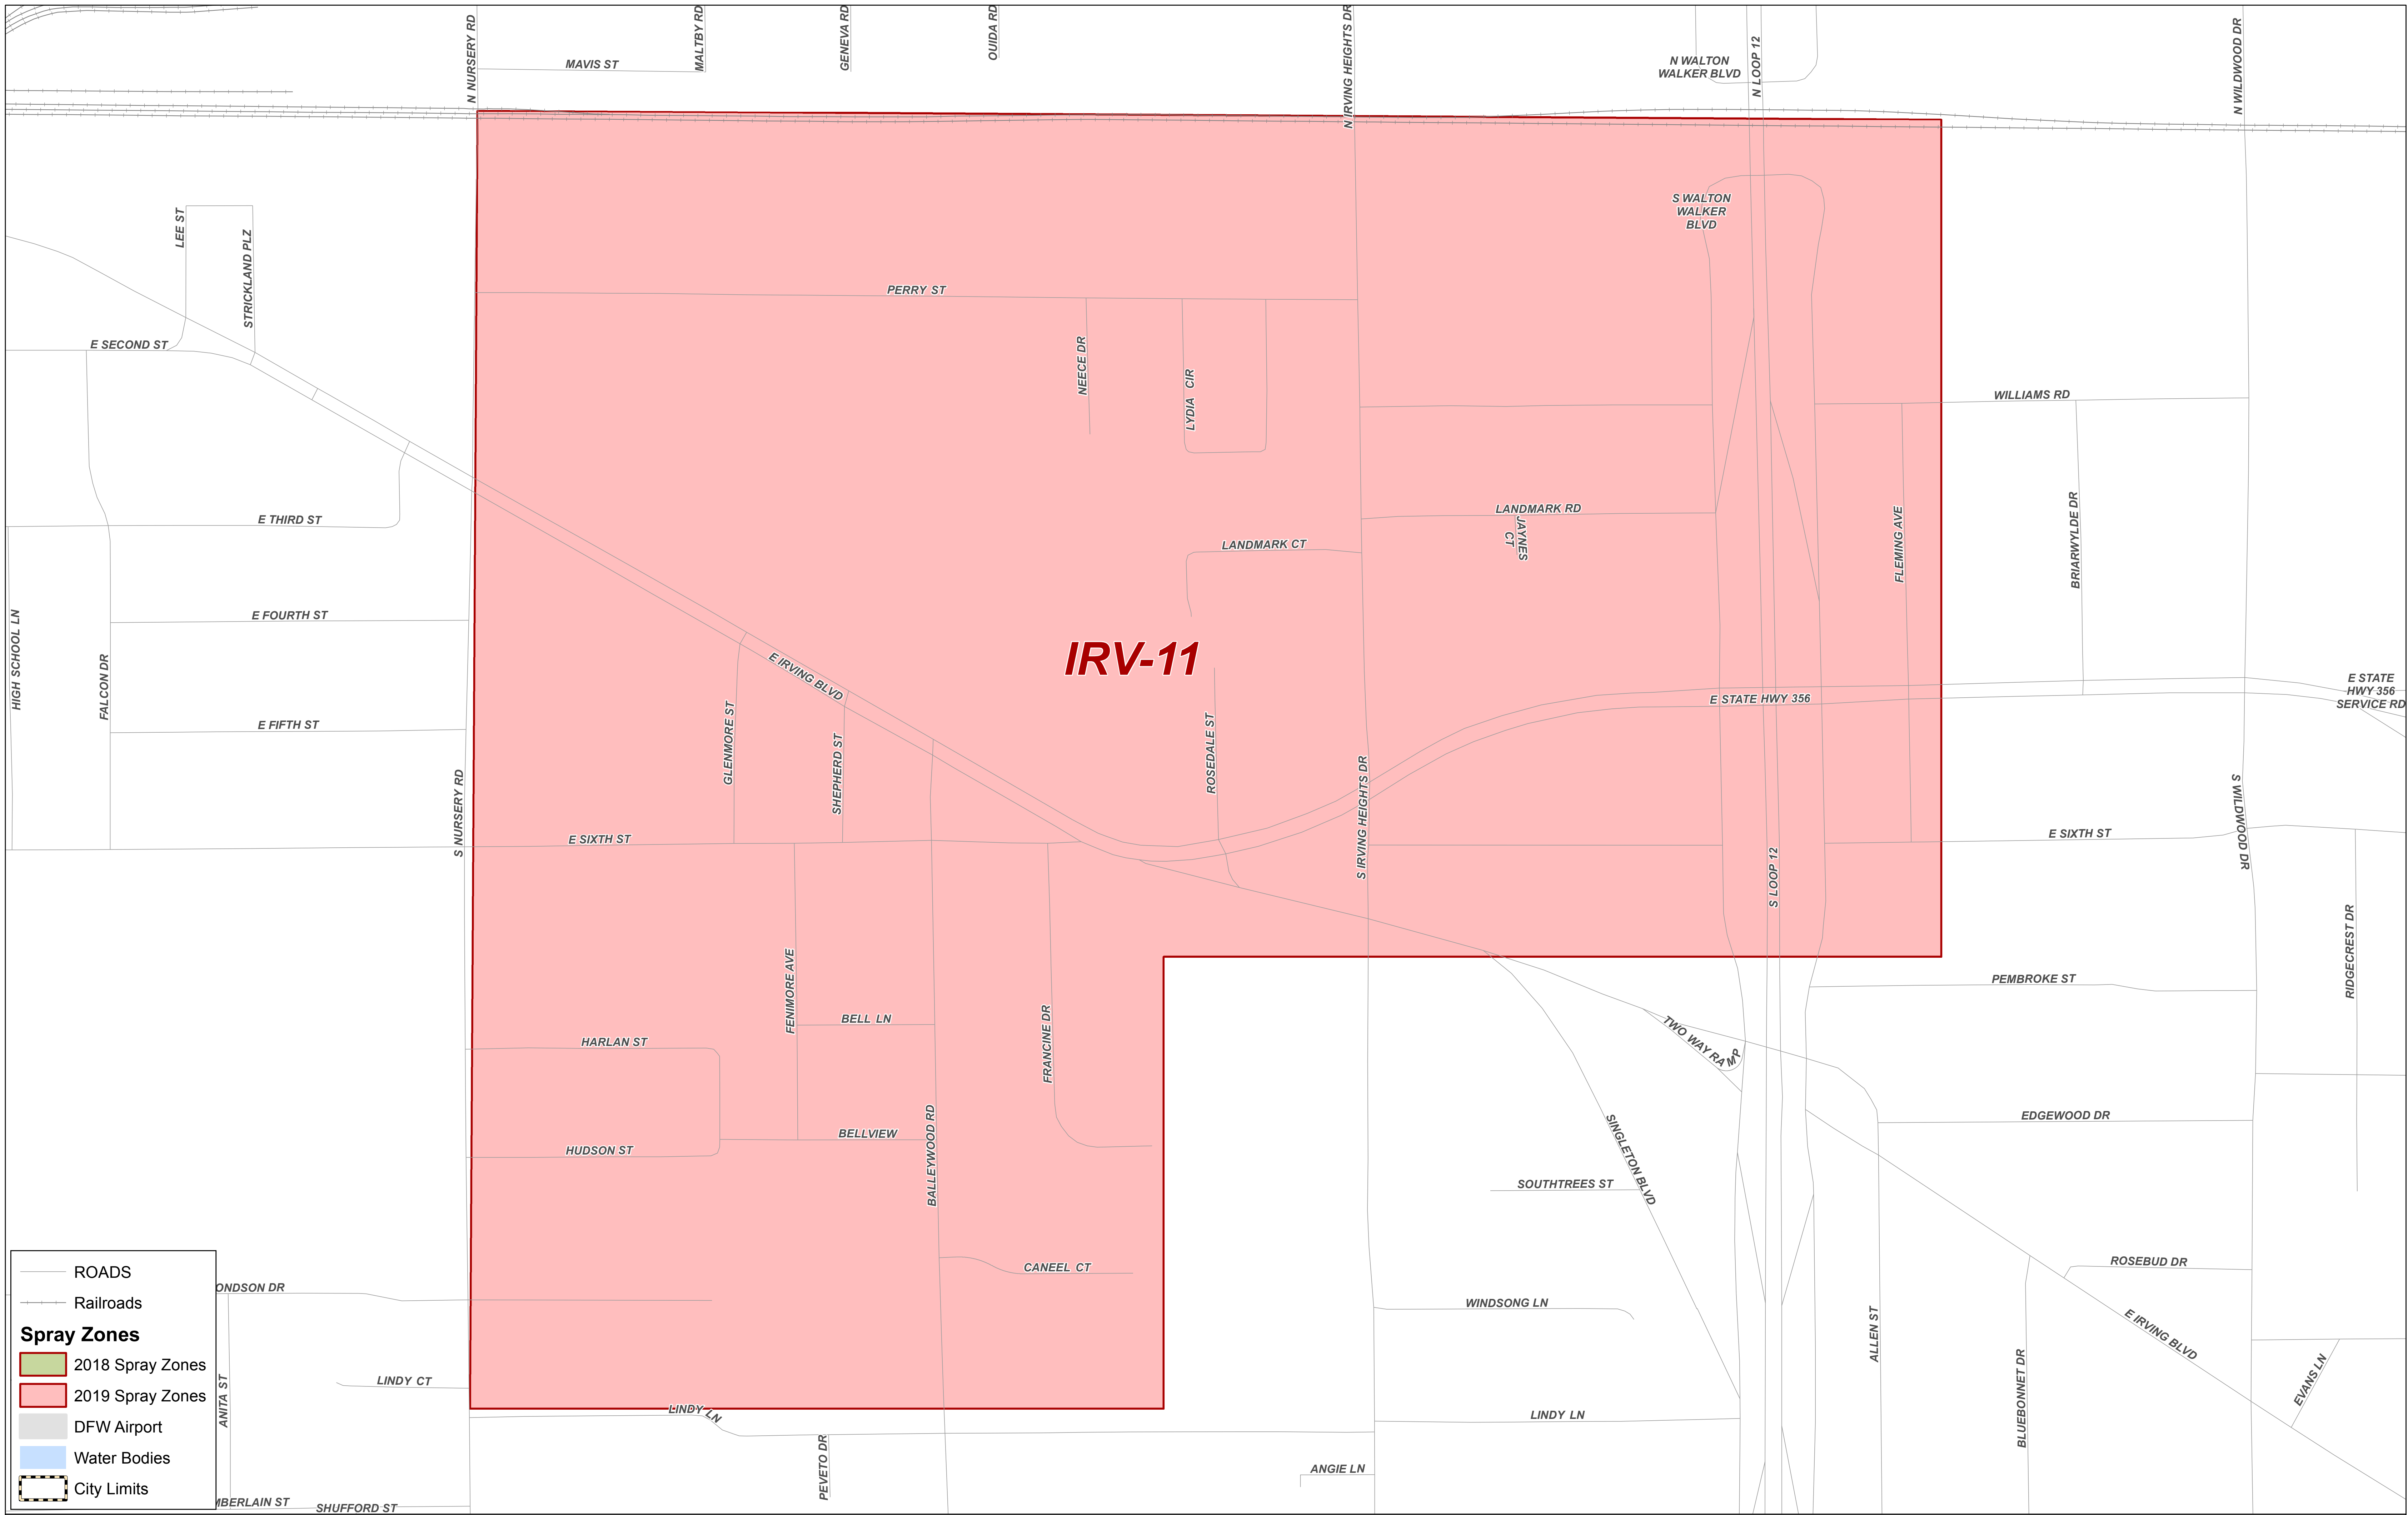 N NURSERY RD
MALTBY RD
GENEVA RD
OUIDA RD
N IRVING HEIGHTS DR
N LOOP 12
N WILDWOOD DR
MAVIS ST
N WALTON
WALKER BLVD
LEE ST
STRICKLAND PLZ
S WALTON
WALKER
BLVD
PERRY ST
E SECOND ST
NEECE DR
LYDIA CIR
WILLIAMS RD
E THIRD ST
LANDMARK RD
JAYNES
CT
LANDMARK CT
FLEMING AVE
BRIARWYLDE DR
E FOURTH ST
HIGH SCHOOL LN
FALCON DR
IRV-11
E IRVING BLVD
E STATE HWY 356
E STATE
HWY 356
SERVICE RD
E FIFTH ST
GLENMORE ST
SHEPHERD ST
ROSEDALE ST
S NURSERY RD
S IRVING HEIGHTS DR
S WILDWOOD DR
E SIXTH ST
E SIXTH ST
S LOOP 12
FENIMORE AVE
RIDGECREST DR
PEMBROKE ST
BELL LN
FRANCINE DR
HARLAN ST
TWO WAY RAMP
EDGEWOOD DR
BELLVIEW
BALLEYWOOD RD
HUDSON ST
SINGLETON BLVD
SOUTHTREES ST
CANEEL CT
ROSEBUD DR
ONDSON DR
WINDSONG LN
ALLEN ST
E IRVING BLVD
BLUEBONNET DR
EVANS LN
LINDY CT
ANITA ST
LINDY LN
LINDY LN
PEVETO DR
ANGIE LN
MBERLAIN ST
SHUFFORD ST
ROADS
Railroads
Spray Zones
2018 Spray Zones
2019 Spray Zones
DFW Airport
Water Bodies
City Limits